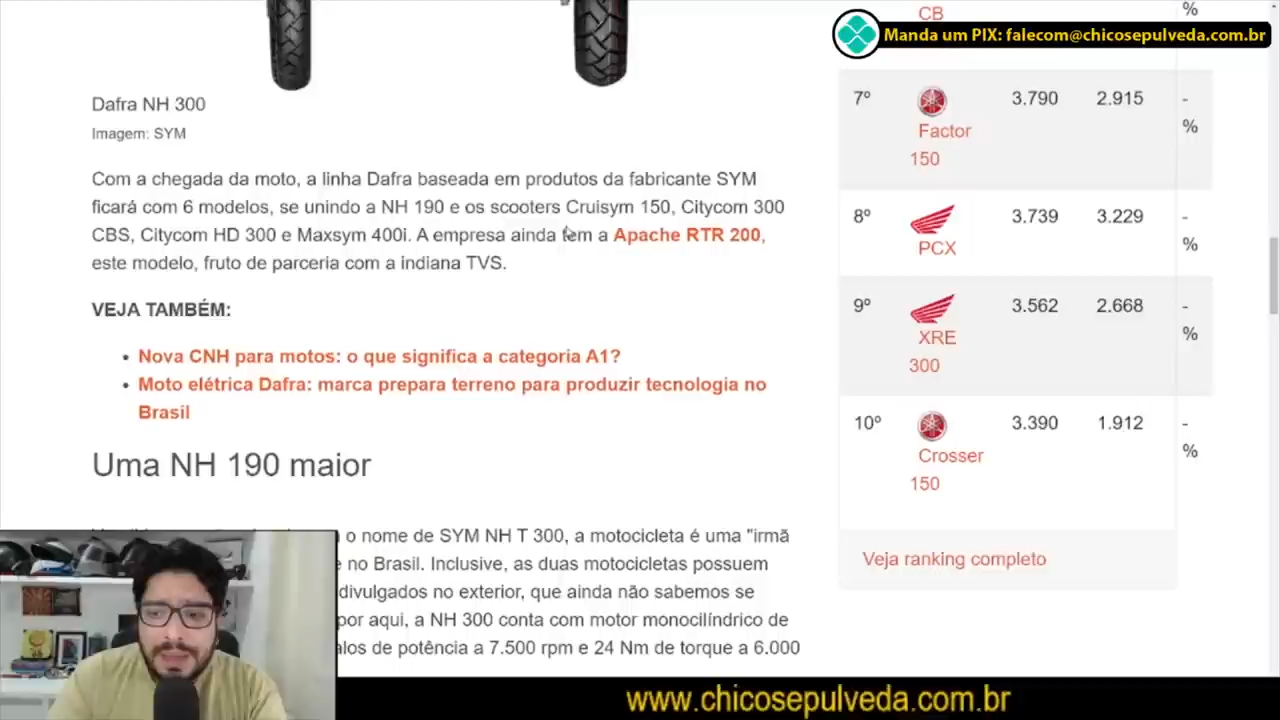 CB
%
Manda um PIX: falecom@chicosepulveda.com.br
Dafra NH 300
Imagem: SYM
Com a chegada da moto, a linha Dafra baseada em produtos da fabricante SYM
ficará com 6 modelos, se unindo a NH 190 e os scooters Cruisym 150, Citycom 300
CBS, Citycom HD 300 e Maxsym 400i. A empresa ainda tem a Apache RTR 200,
este modelo, fruto de parceria com a indiana TVS.
VEJA TAMBÉM:
• Nova CNH para motos: o que significa a categoria A1?
• Moto elétrica Dafra: marca prepara terreno para produzir tecnologia no
Brasil
Uma NH 190 maior
o nome de SYM NH T 300, a motocicleta é uma "irmã
no Brasil. Inclusive, as duas motocicletas possuem
divulgados no exterior, que ainda não sabemos se
por aqui, a NH 300 conta com motor monocilíndrico de
alos de potência a 7.500 rpm e 24 Nm de torque a 6.000
7º 3.790 2.915 -
%
Factor
150
8º 3.739 3.229 -
%
PCX
9º 3.562 2.668 -
%
XRE
300
10º 3.390 1.912 -
%
Crosser
150
Veja ranking completo
www.chicosepulveda.com.br